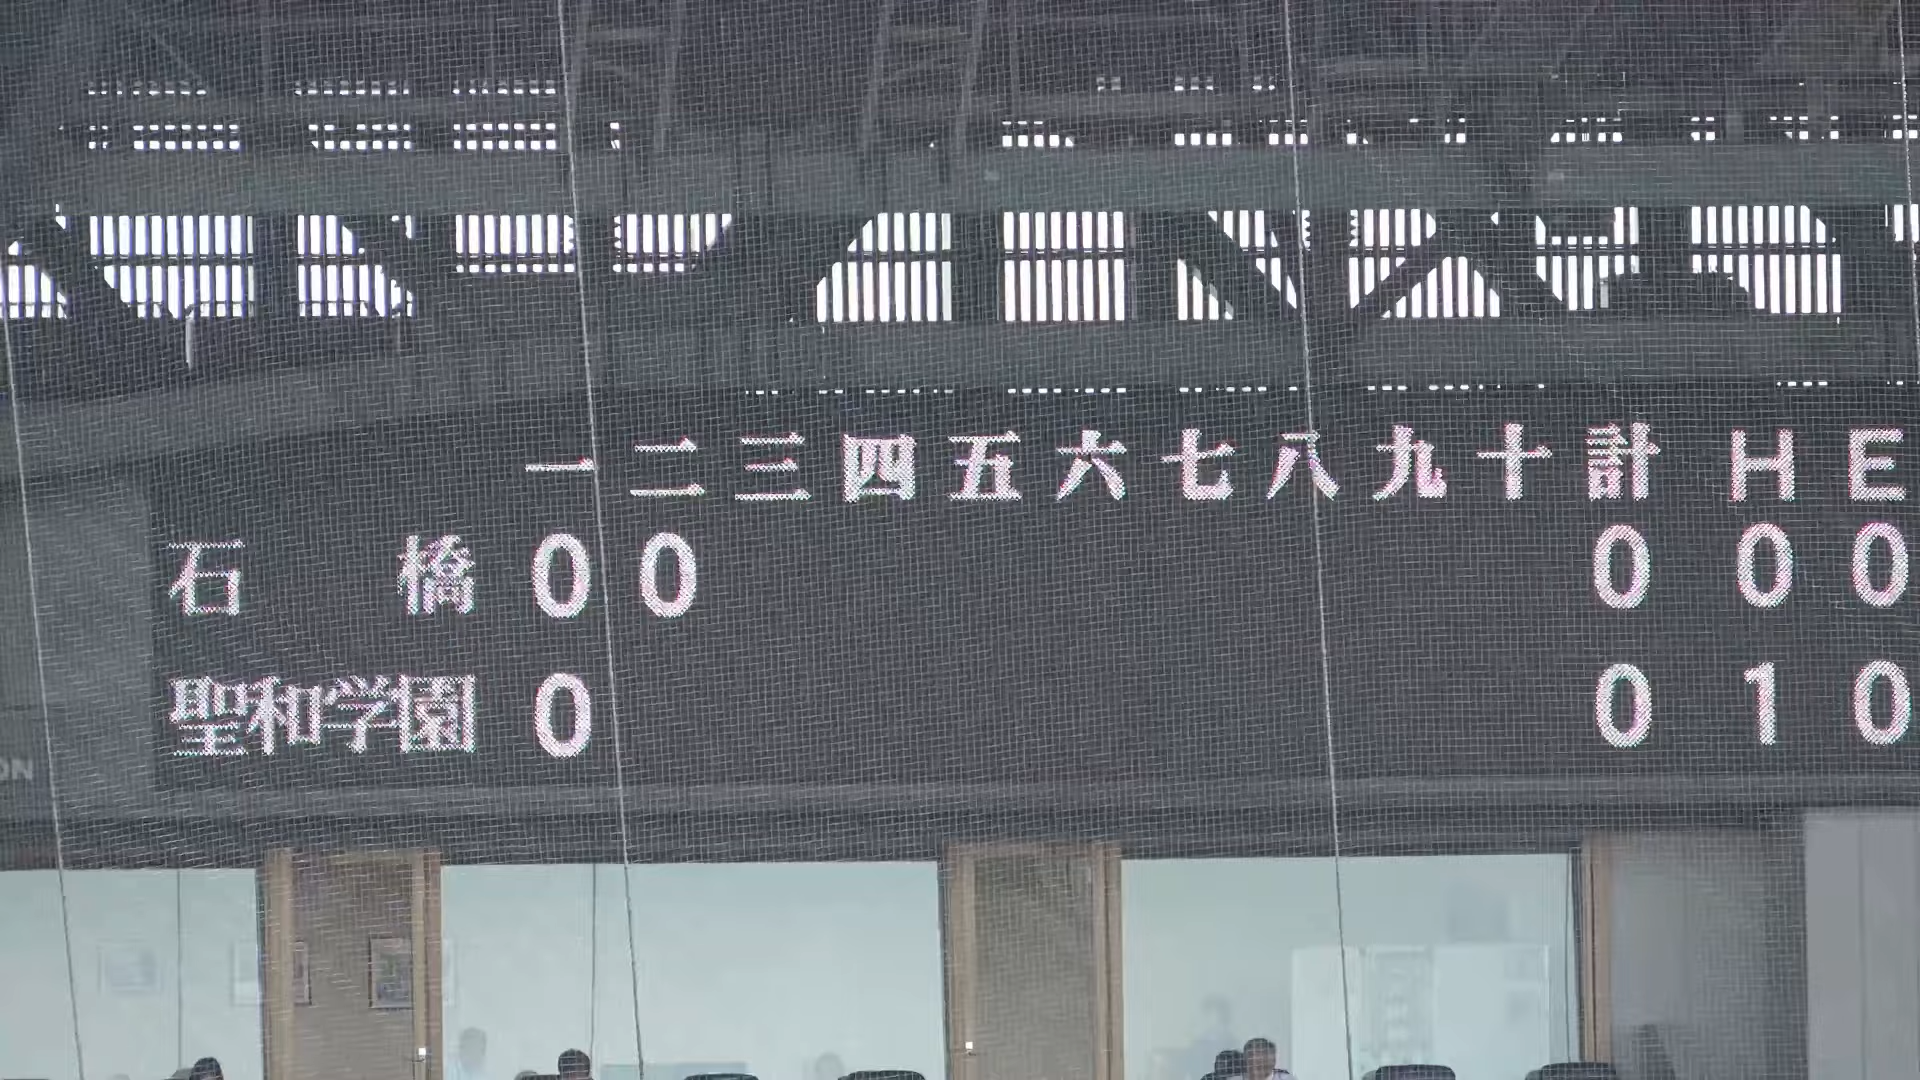 一 二 三 四 五 六 七 八 九 十 計 H E
石橋 0 0 0 0 0
聖和学園 0 0 1 0
ON